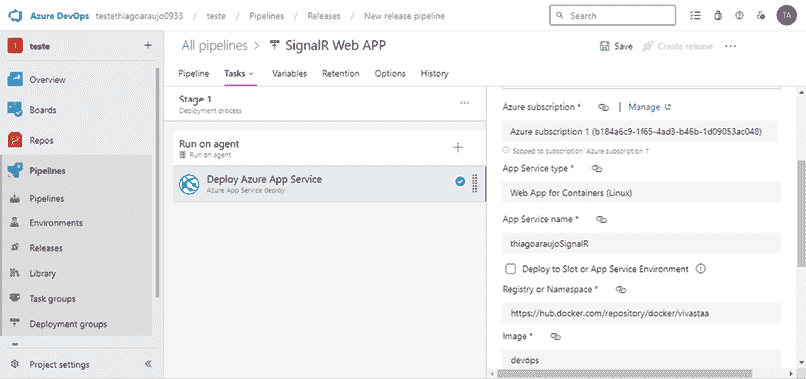 Azure DevOps
testethiagoaraujo0933 / teste / Pipelines / Releases / New release pipeline
Search
TA
1 teste
All pipelines > SignalR Web APP
Save
Create release
Pipeline Tasks Variables Retention Options History
Overview
Boards
Repos
Pipelines
Pipelines
Environments
Releases
Library
Task groups
Deployment groups
Project settings
Stage 1
Deployment process
Run on agent
Run on agent
Deploy Azure App Service
Azure App Service deploy
Azure subscription * | Manage
Azure subscription 1 (b184a6c9-1f65-4ad3-b46b-1d09053ac048)
Scoped to subscription 'Azure subscription 1'
App Service type *
Web App for Containers (Linux)
App Service name *
thiagoaraujoSignalR
Deploy to Slot or App Service Environment
Registry or Namespace *
https://hub.docker.com/repository/docker/vivastaa
Image *
devops